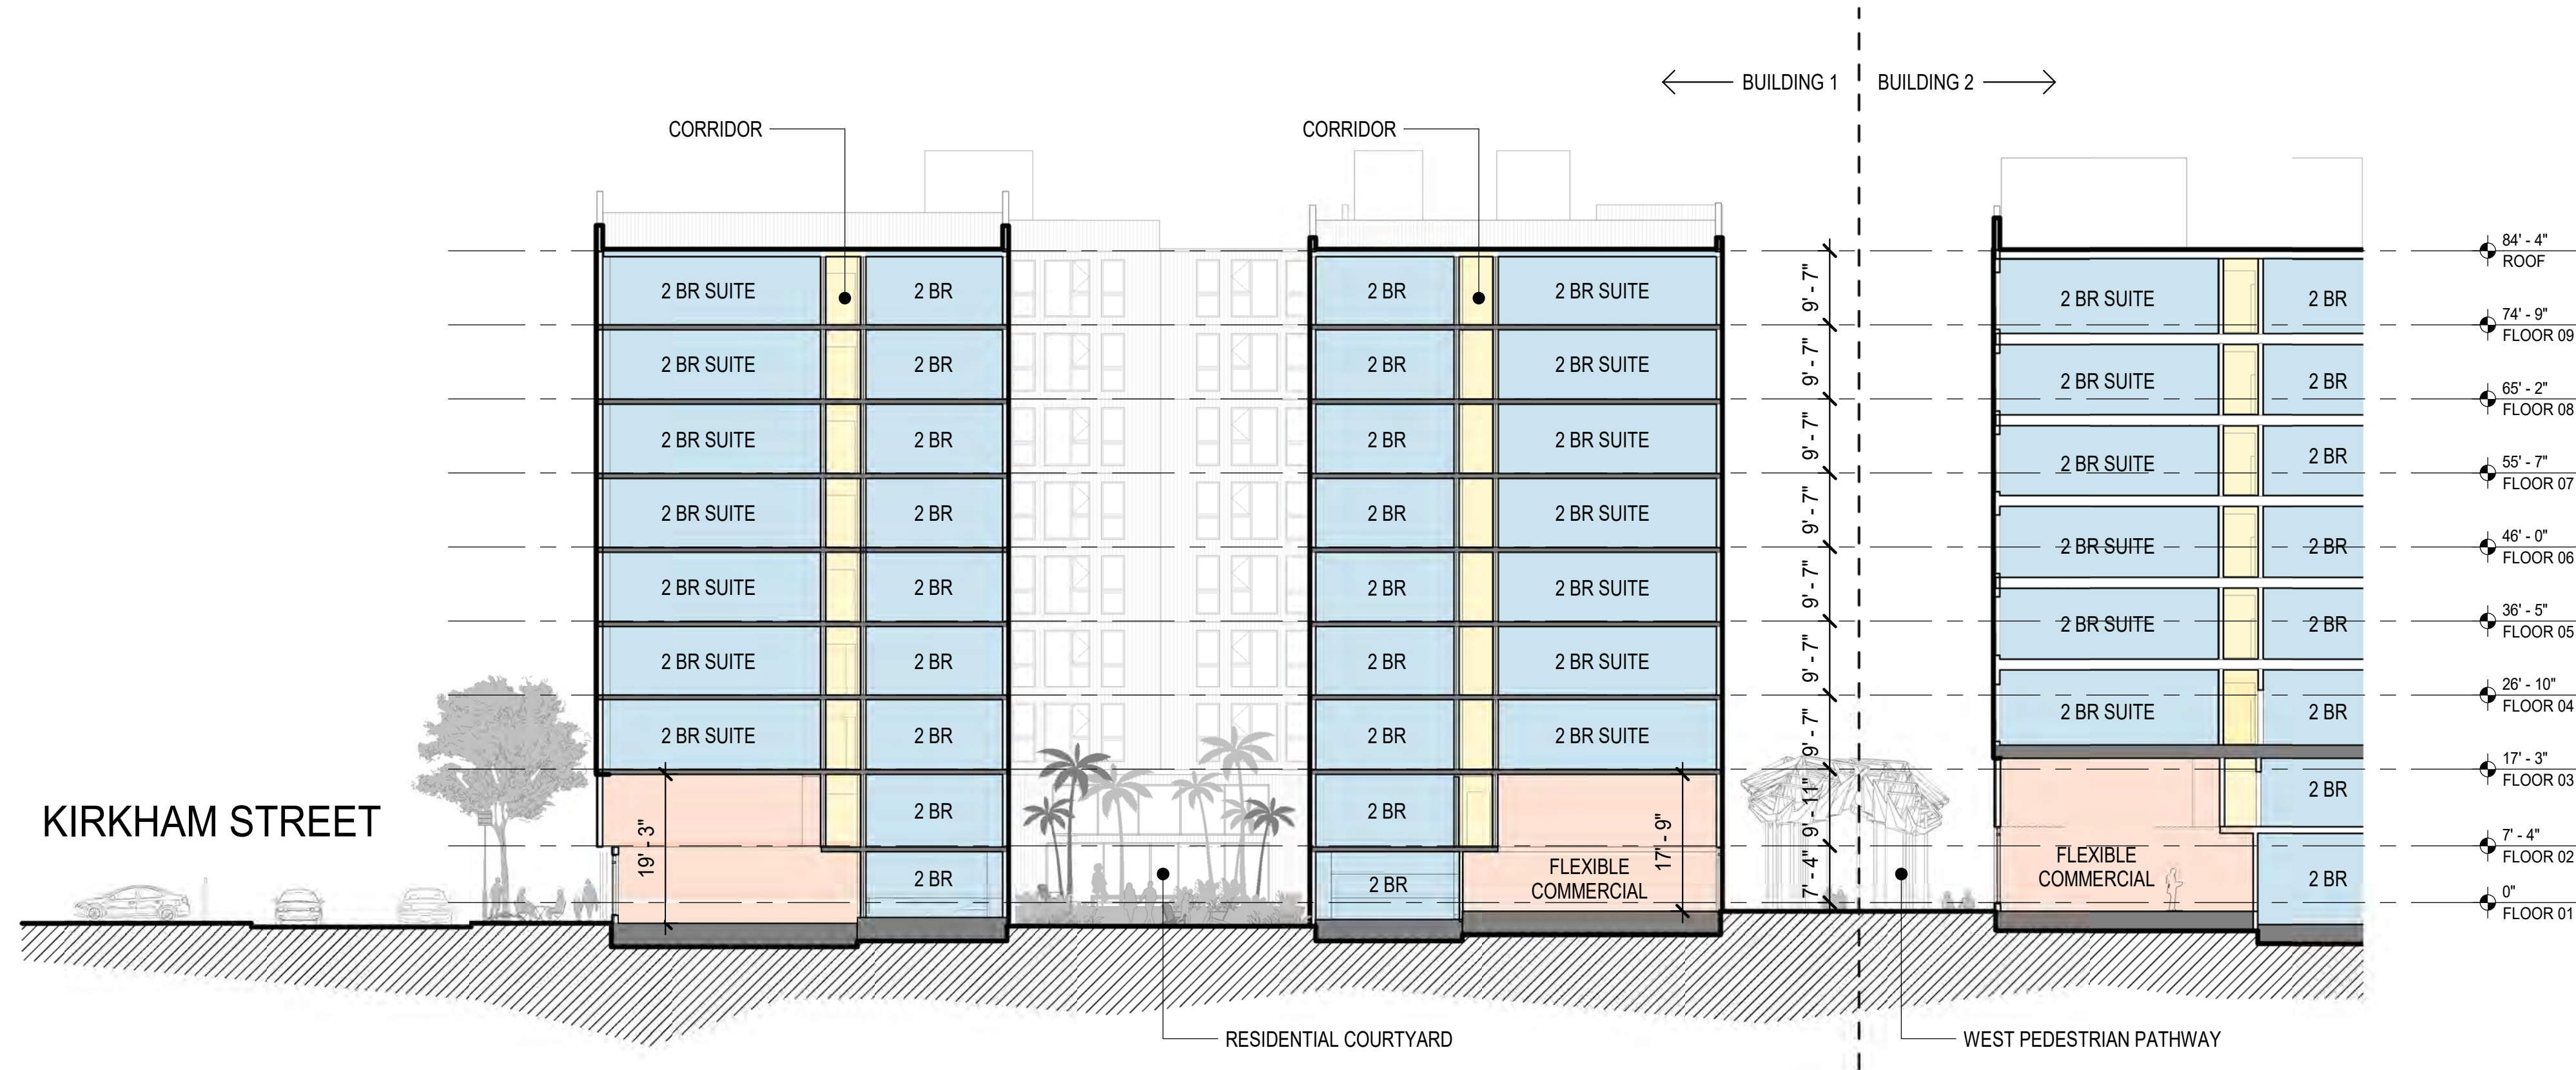 BUILDING 1
BUILDING 2
CORRIDOR
CORRIDOR
84' - 4"
ROOF
2 BR SUITE
2 BR
2 BR
2 BR SUITE
9' - 7"
2 BR SUITE
2 BR
74' - 9"
FLOOR 09
2 BR SUITE
2 BR
2 BR
2 BR SUITE
9' - 7"
2 BR SUITE
2 BR
65' - 2"
FLOOR 08
2 BR SUITE
2 BR
2 BR
2 BR SUITE
9' - 7"
2 BR SUITE
2 BR
55' - 7"
FLOOR 07
2 BR SUITE
2 BR
2 BR
2 BR SUITE
9' - 7"
2 BR SUITE
2 BR
46' - 0"
FLOOR 06
2 BR SUITE
2 BR
2 BR
2 BR SUITE
9' - 7"
2 BR SUITE
2 BR
36' - 5"
FLOOR 05
2 BR SUITE
2 BR
2 BR
2 BR SUITE
9' - 7"
2 BR SUITE
2 BR
26' - 10"
FLOOR 04
2 BR SUITE
2 BR
2 BR
2 BR SUITE
9' - 7"
17' - 3"
FLOOR 03
KIRKHAM STREET
19' - 3"
2 BR
2 BR
17' - 9"
9' - 11"
2 BR
7' - 4"
FLOOR 02
2 BR
2 BR
FLEXIBLE
COMMERCIAL
7' - 4"
FLEXIBLE
COMMERCIAL
2 BR
0"
FLOOR 01
RESIDENTIAL COURTYARD
WEST PEDESTRIAN PATHWAY